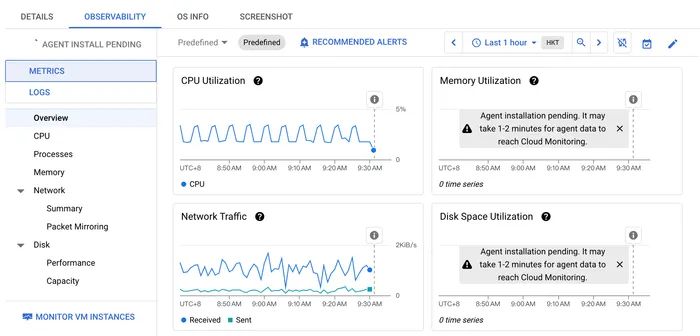 DETAILS
OBSERVABILITY
OS INFO
SCREENSHOT
AGENT INSTALL PENDING
Predefined
Predefined
RECOMMENDED ALERTS
Last 1 hour
HKT
METRICS
LOGS
Overview
CPU
Processes
Memory
Network
Summary
Packet Mirroring
Disk
Performance
Capacity
MONITOR VM INSTANCES
CPU Utilization
5%
0
UTC+8 8:50 AM 9:00 AM 9:10 AM 9:20 AM 9:30 AM
CPU
Memory Utilization
Agent installation pending. It may
take 1-2 minutes for agent data to
reach Cloud Monitoring.
UTC+8 8:50 AM 9:00 AM 9:10 AM 9:20 AM 9:30 AM
0 time series
Network Traffic
2KiB/s
0
UTC+8 8:50 AM 9:00 AM 9:10 AM 9:20 AM 9:30 AM
Received Sent
Disk Space Utilization
Agent installation pending. It may
take 1-2 minutes for agent data to
reach Cloud Monitoring.
UTC+8 8:50 AM 9:00 AM 9:10 AM 9:20 AM 9:30 AM
0 time series